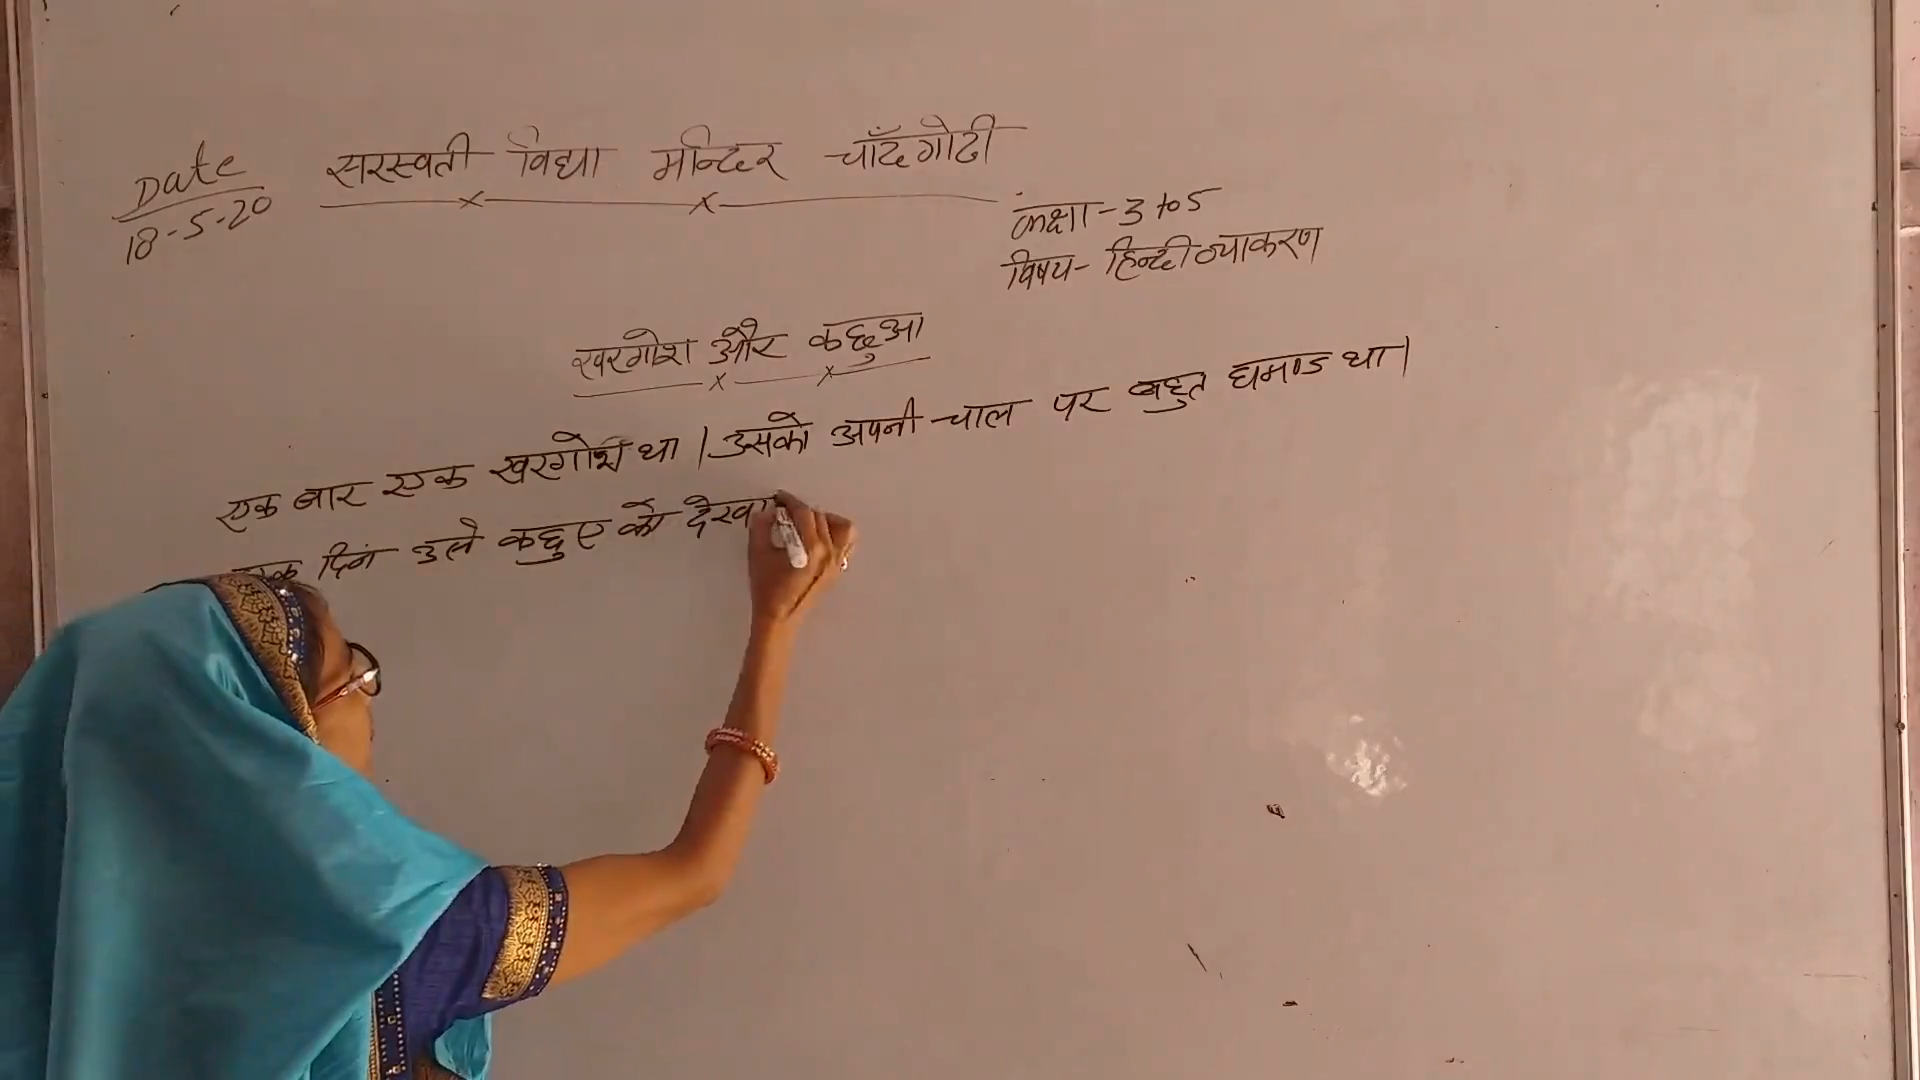 Date सरस्वती विद्या मन्दिर चाँदगोठी
18-5-20
कक्षा - 3 to 5
विषय - हिन्दी व्याकरण
खरगोश और कछुआ
एक बार एक खरगोश था। उसको अपनी चाल पर बहुत घमण्ड था।
एक दिन उसे कछुए को देखा